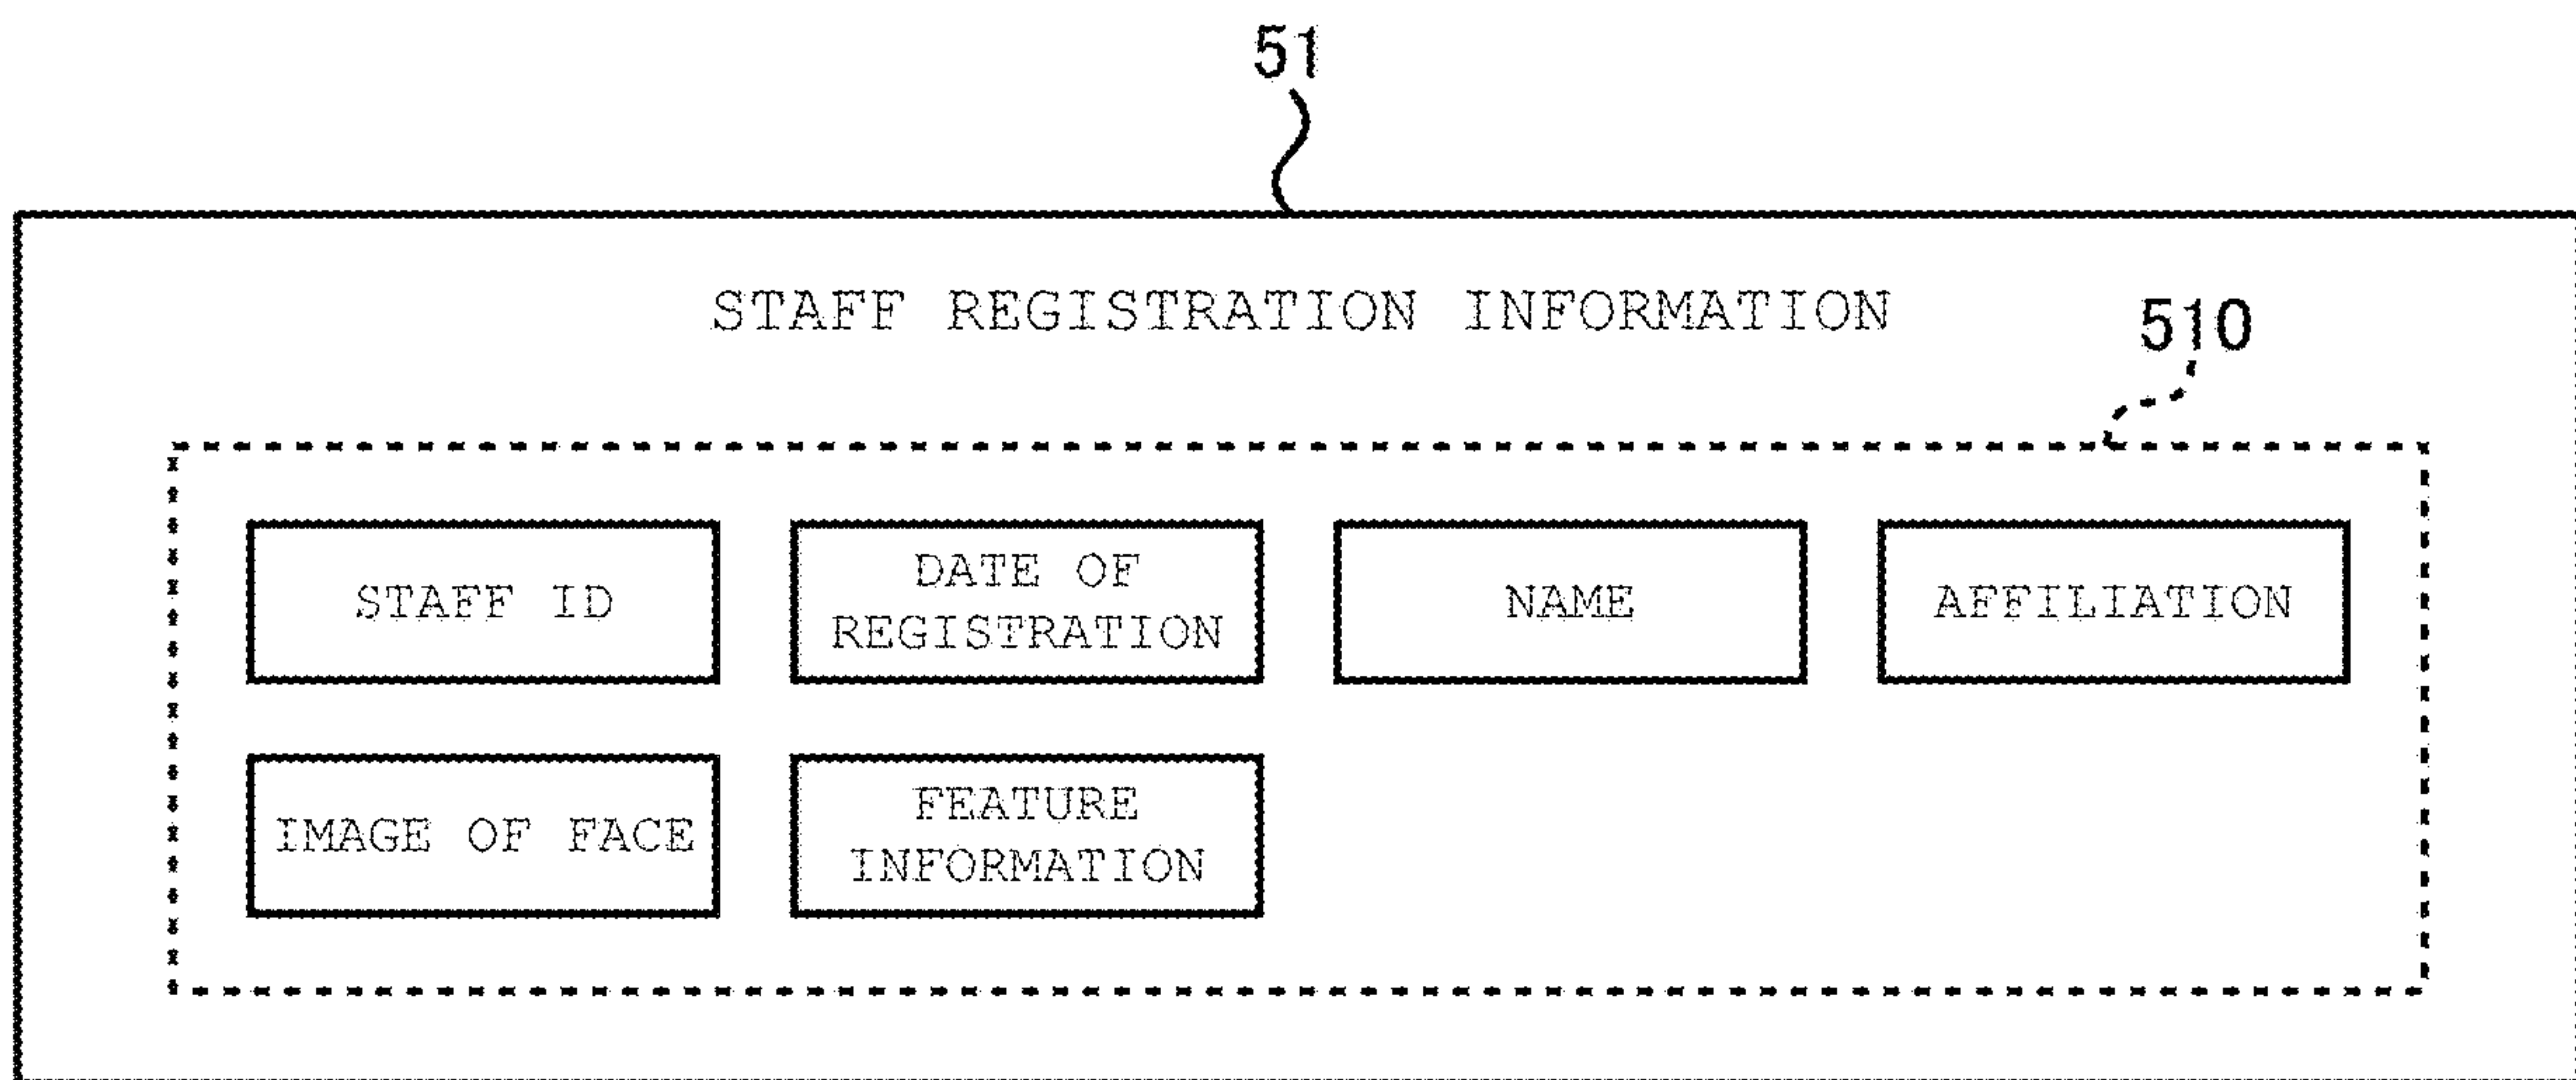 51
STAFF REGISTRATION INFORMATION
510
STAFF ID
DATE OF
REGISTRATION
NAME
AFFILIATION
IMAGE OF FACE
FEATURE
INFORMATION